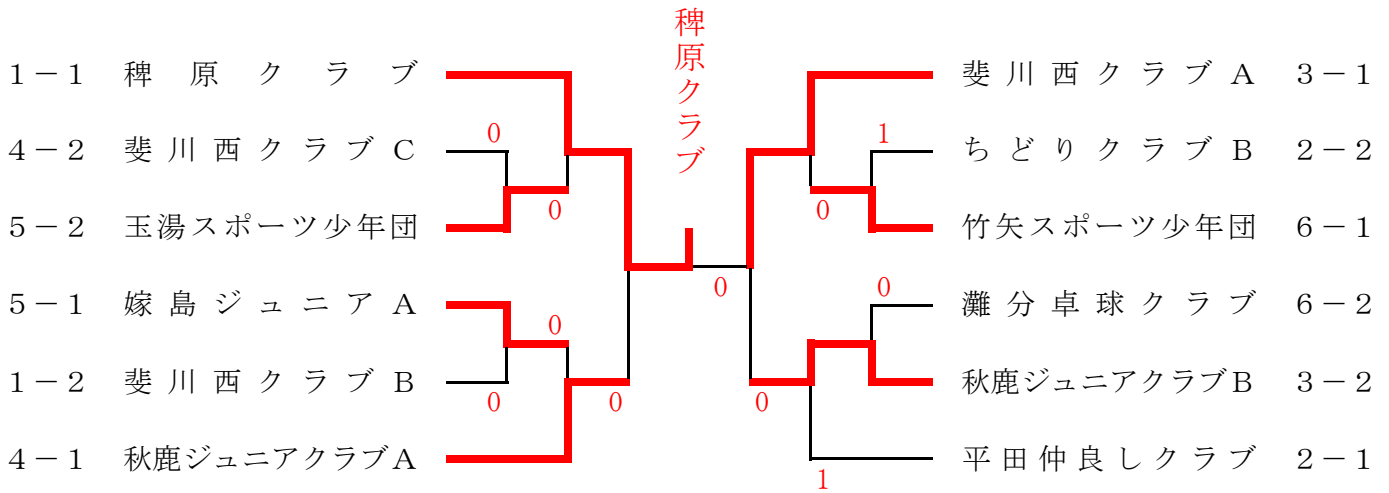 稗原クラブ
1－1 稗原クラブ
4－2 斐川西クラブC
5－2 玉湯スポーツ少年団
5－1 嫁島ジュニアA
1－2 斐川西クラブB
4－1 秋鹿ジュニアクラブA
0
0
0
0
0
0
斐川西クラブA 3－1
ちどりクラブB 2－2
竹矢スポーツ少年団 6－1
灘分卓球クラブ 6－2
秋鹿ジュニアクラブB 3－2
平田仲良しクラブ 2－1
1
0
0
0
1